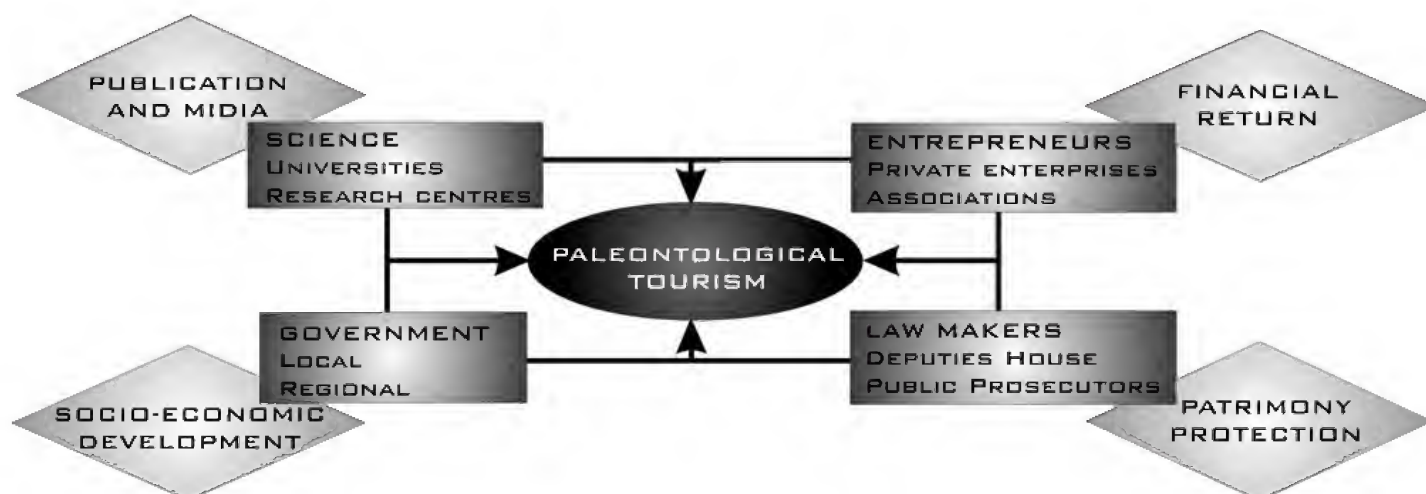 PUBLICATION
AND MIDIA
SCIENCE
UNIVERSITIES
RESEARCH CENTRES
FINANCIAL
RETURN
ENTREPRENEURS
PRIVATE ENTERPRISES
ASSOCIATIONS
PALEONTOLOGICAL
TOURISM
GOVERNMENT
LOCAL
REGIONAL
SOCIO-ECONOMIC
DEVELOPMENT
LAW MAKERS
DEPUTIES HOUSE
PUBLIC PROSECUTORS
PATRIMONY
PROTECTION